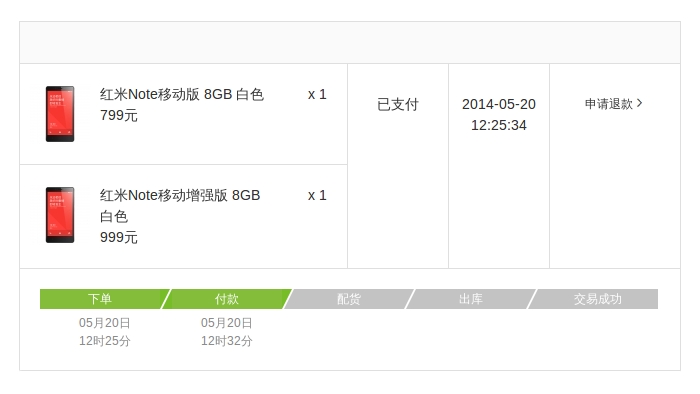 红米Note移动版 8GB 白色 x 1
799元
已支付
2014-05-20
12:25:34
申请退款
红米Note移动增强版 8GB x 1
白色
999元
下单 付款 配货 出库 交易成功
05月20日 05月20日
12时25分 12时32分